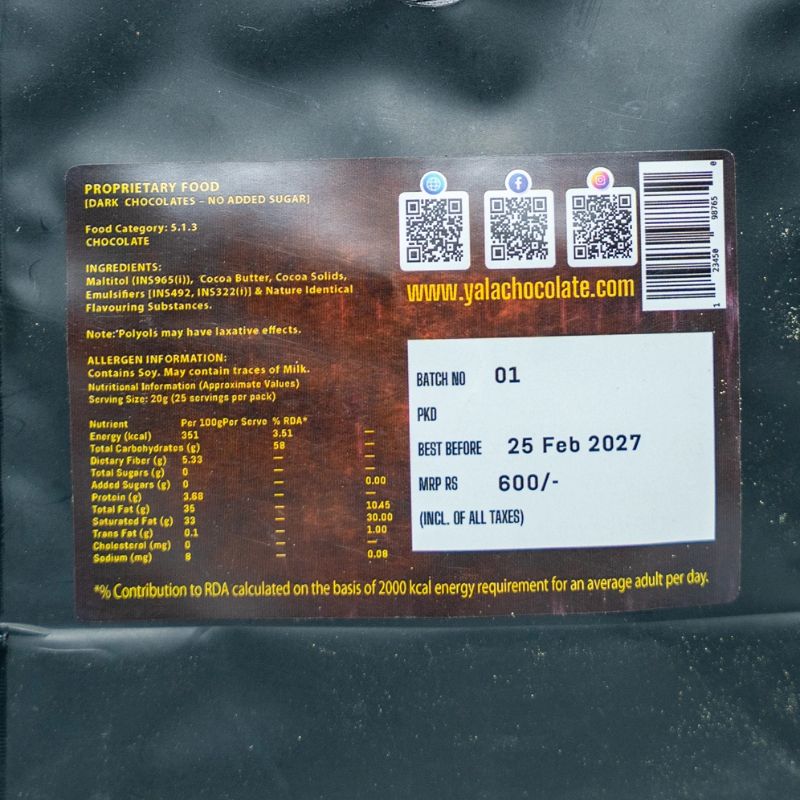 PROPRIETARY FOOD
[DARK CHOCOLATES – NO ADDED SUGAR]
Food Category: 5.1.3
CHOCOLATE
INGREDIENTS:
Maltitol (INS965(i)), Cocoa Butter, Cocoa Solids,
Emulsifiers [INS492, INS322(i)] & Nature Identical
Flavouring Substances.
Note:*Polyols may have laxative effects.
ALLERGEN INFORMATION:
Contains Soy. May contain traces of Milk.
Nutritional Information (Approximate Values)
Serving Size: 20g (25 servings per pack)
Nutrient Per 100gPer Serve % RDA*
Energy (kcal) 351 3.51 —
Total Carbohydrates (g) 58 —
Dietary Fiber (g) 5.33 — —
Total Sugars (g) 0 — —
Added Sugars (g) 0 — 0.00
Protein (g) 3.68 — —
Total Fat (g) 35 — 10.45
Saturated Fat (g) 33 — 30.00
Trans Fat (g) 0.1 — 1.00
Cholesterol (mg) 0 — —
Sodium (mg) 8 — 0.08
*% Contribution to RDA calculated on the basis of 2000 kcal energy requirement for an average adult per day.
www.yalachocolate.com
1 23450 98765 0
BATCH NO 01
PKD
BEST BEFORE 25 Feb 2027
MRP RS 600/-
(INCL. OF ALL TAXES)